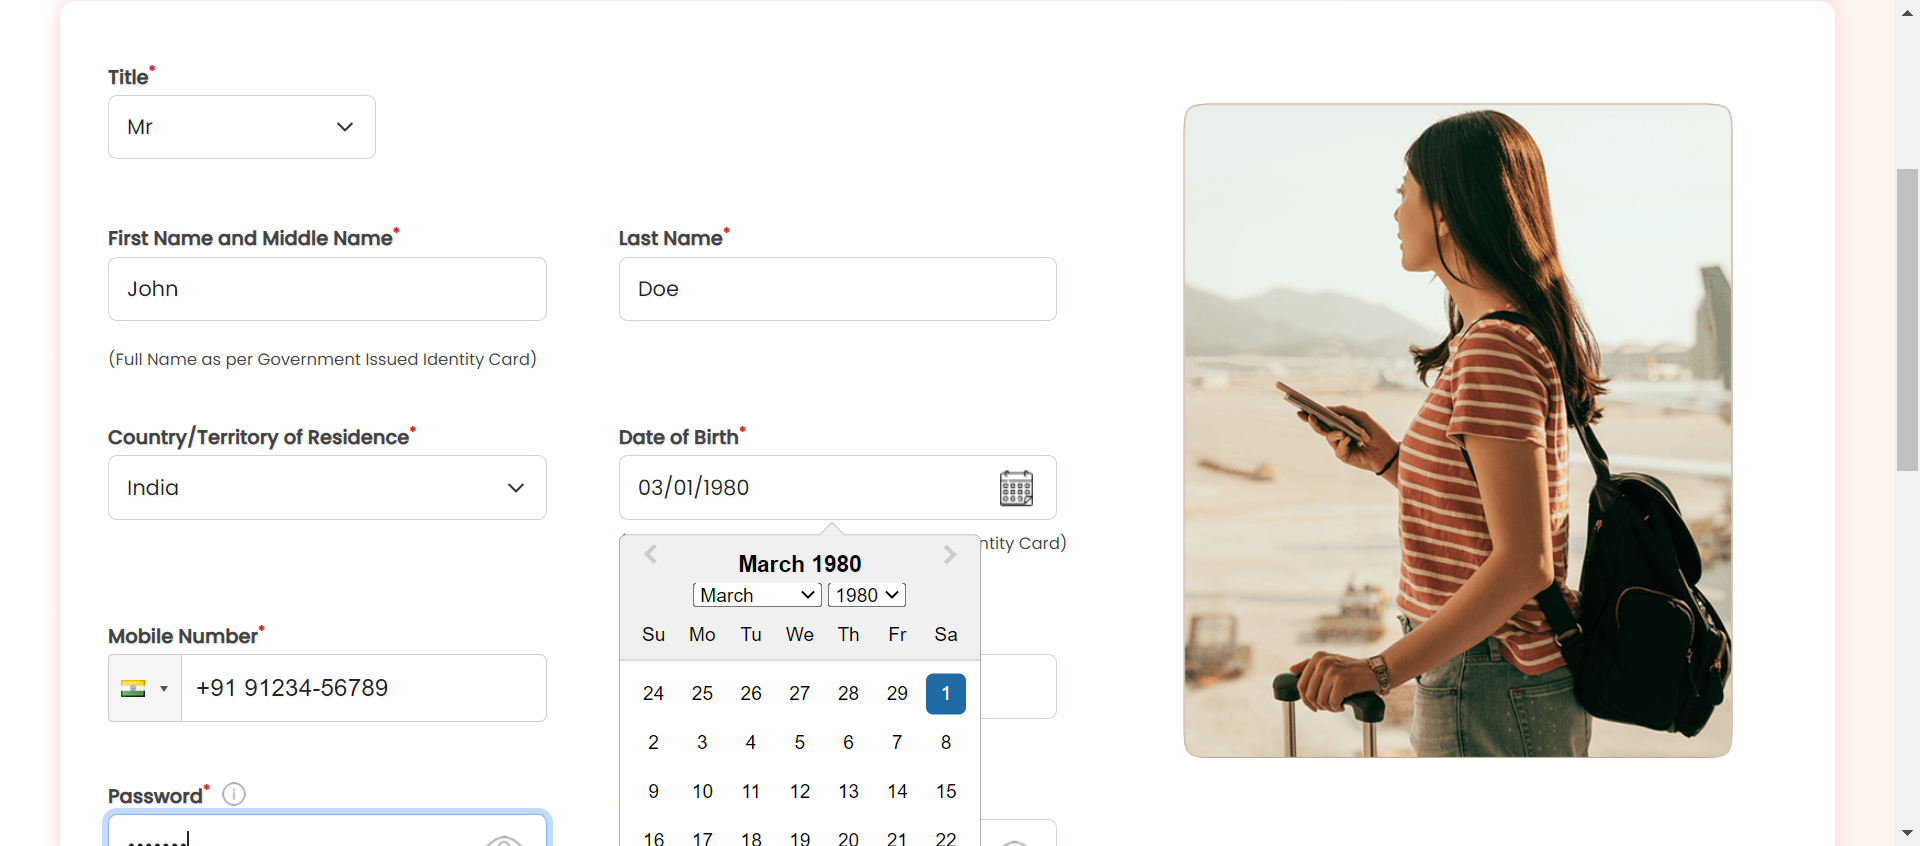 Title*
Mr
First Name and Middle Name*
Last Name*
John
Doe
(Full Name as per Government Issued Identity Card)
Country/Territory of Residence*
Date of Birth*
India
03/01/1980
ntity Card)
March 1980
March
1980
Su Mo Tu We Th Fr Sa
24 25 26 27 28 29 1
2 3 4 5 6 7 8
9 10 11 12 13 14 15
16 17 18 19 20 21 22
Mobile Number*
+91 91234-56789
Password*